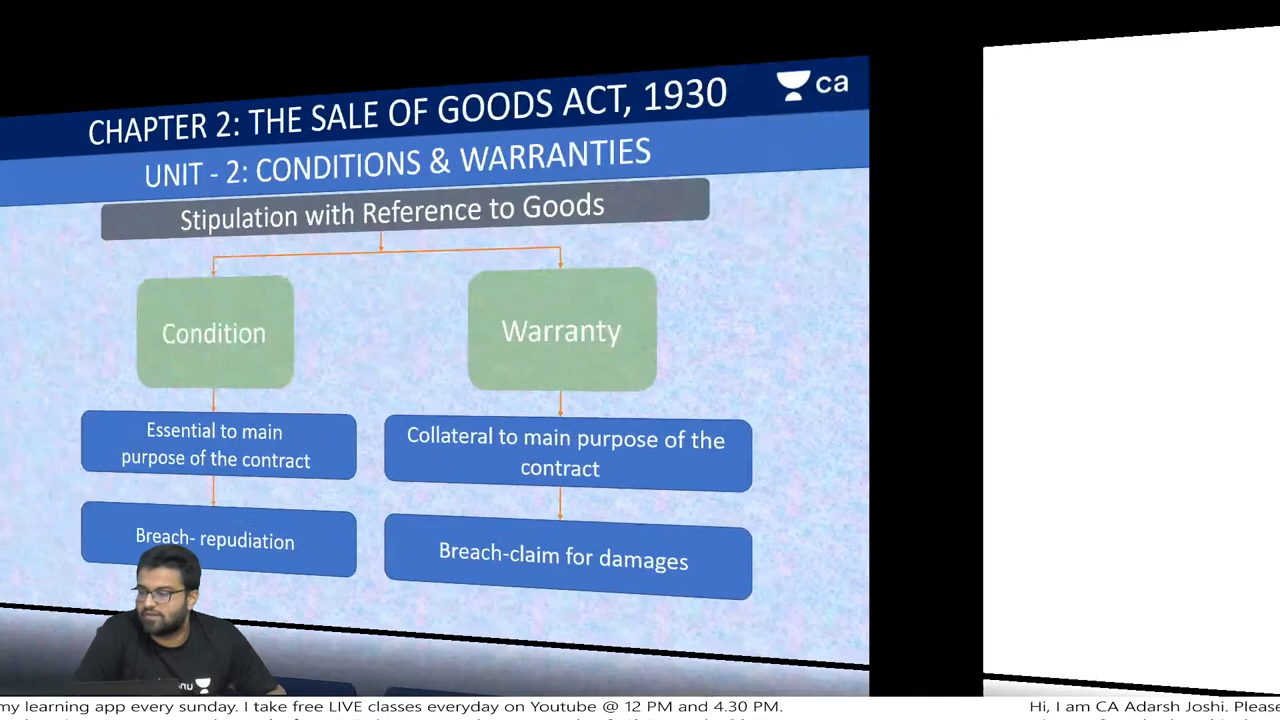 CHAPTER 2: THE SALE OF GOODS ACT, 1930
ca
UNIT - 2: CONDITIONS & WARRANTIES
Stipulation with Reference to Goods
Condition
Warranty
Essential to main
purpose of the contract
Collateral to main purpose of the
contract
Breach- repudiation
Breach-claim for damages
my learning app every sunday. I take free LIVE classes everyday on Youtube @ 12 PM and 4.30 PM.
Hi, I am CA Adarsh Joshi. Please